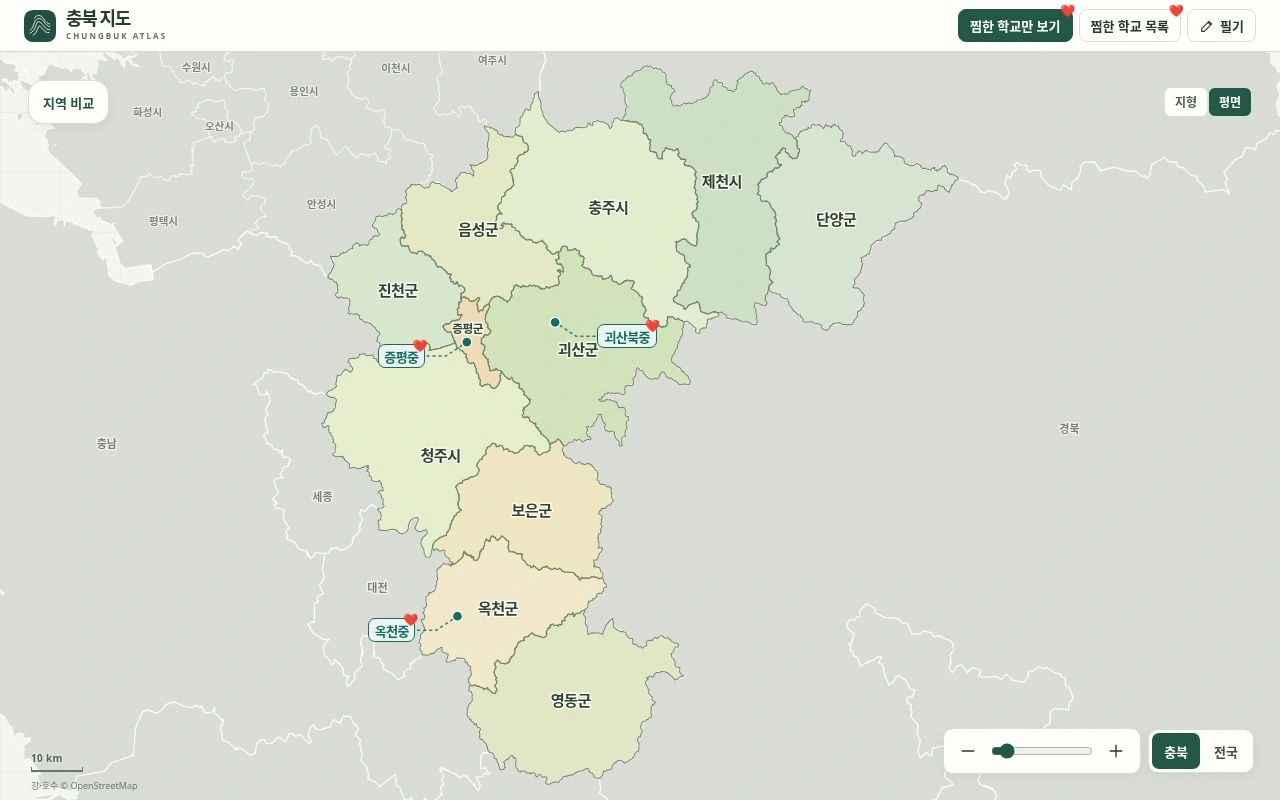 충북 지도
CHUNGBUK ATLAS
찜한 학교만 보기
찜한 학교 목록
필기
지역 비교
지형
평면
수원시
이천시
여주시
용인시
화성시
오산시
안성시
평택시
제천시
충주시
단양군
음성군
진천군
증평군
괴산북중
괴산군
증평중
경북
충남
청주시
세종
보은군
대전
옥천군
옥천중
영동군
충북
전국
10 km
강·호수 © OpenStreetMap